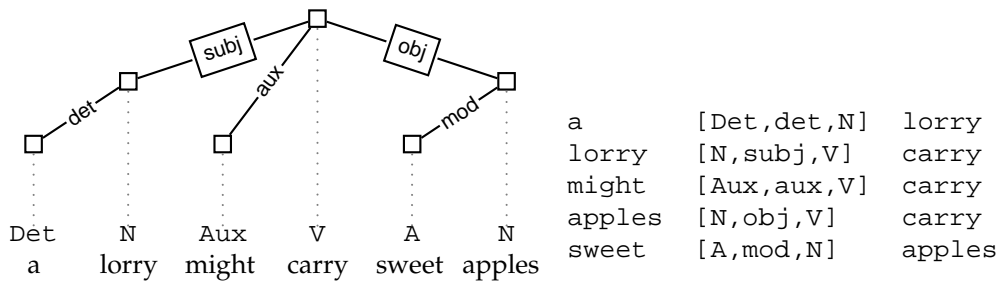 subj obj
aux
det mod
Det N Aux V A N
a lorry might carry sweet apples
a [Det,det,N] lorry
lorry [N,subj,V] carry
might [Aux,aux,V] carry
apples [N,obj,V] carry
sweet [A,mod,N] apples